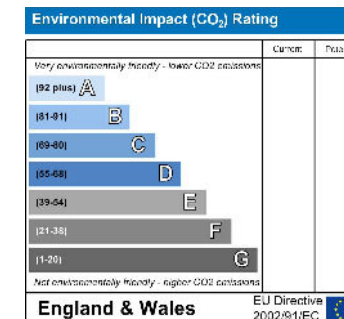 Environmental Impact (CO₂) Rating
Current
Very environmentally friendly - lower CO2 emissions
(92 plus) A
(81-91) B
(69-80) C
(55-68) D
(39-54) E
(21-38) F
(1-20) G
Not environmentally friendly - higher CO2 emissions
England & Wales
EU Directive
2002/91/EC